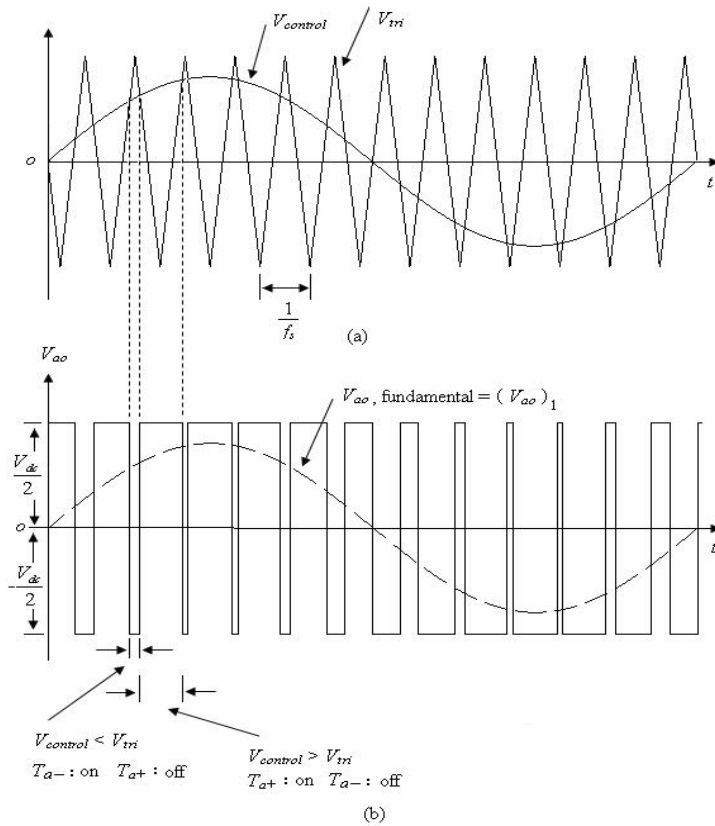 V_control V_tri
o
t
1/f_s
(a)
V_ao
V_ao , fundamental = ( V_ao )_1
V_dc/2
o
t
-V_dc/2
V_control < V_tri
T_a- : on T_a+ : off
V_control > V_tri
T_a+ : on T_a- : off
(b)